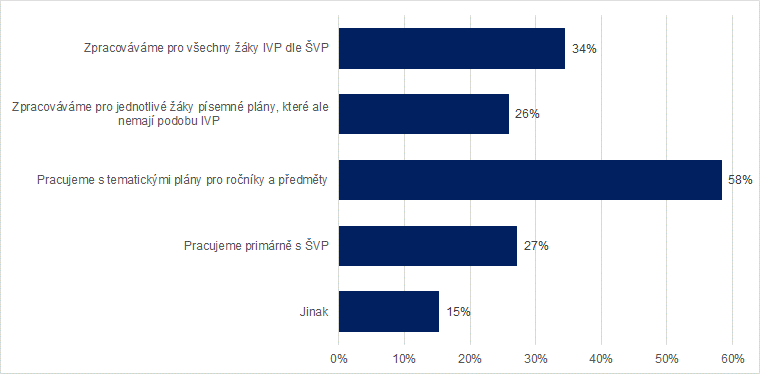 Zpracováváme pro všechny žáky IVP dle ŠVP
34%
Zpracováváme pro jednotlivé žáky písemné plány, které ale
nemají podobu IVP
26%
Pracujeme s tematickými plány pro ročníky a předměty
58%
Pracujeme primárně s ŠVP
27%
Jinak
15%
0% 10% 20% 30% 40% 50% 60%